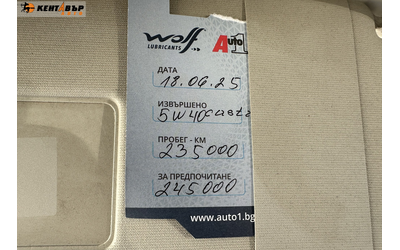 КЕНТАВЪР
wolf
LUBRICANTS
Auto1
ДАТА
18.06.25
ИЗВЪРШЕНО
5W40
ПРОБЕГ - КМ
235000
ЗА ПРЕДПОЧИТАНЕ
245000
www.auto1.bg